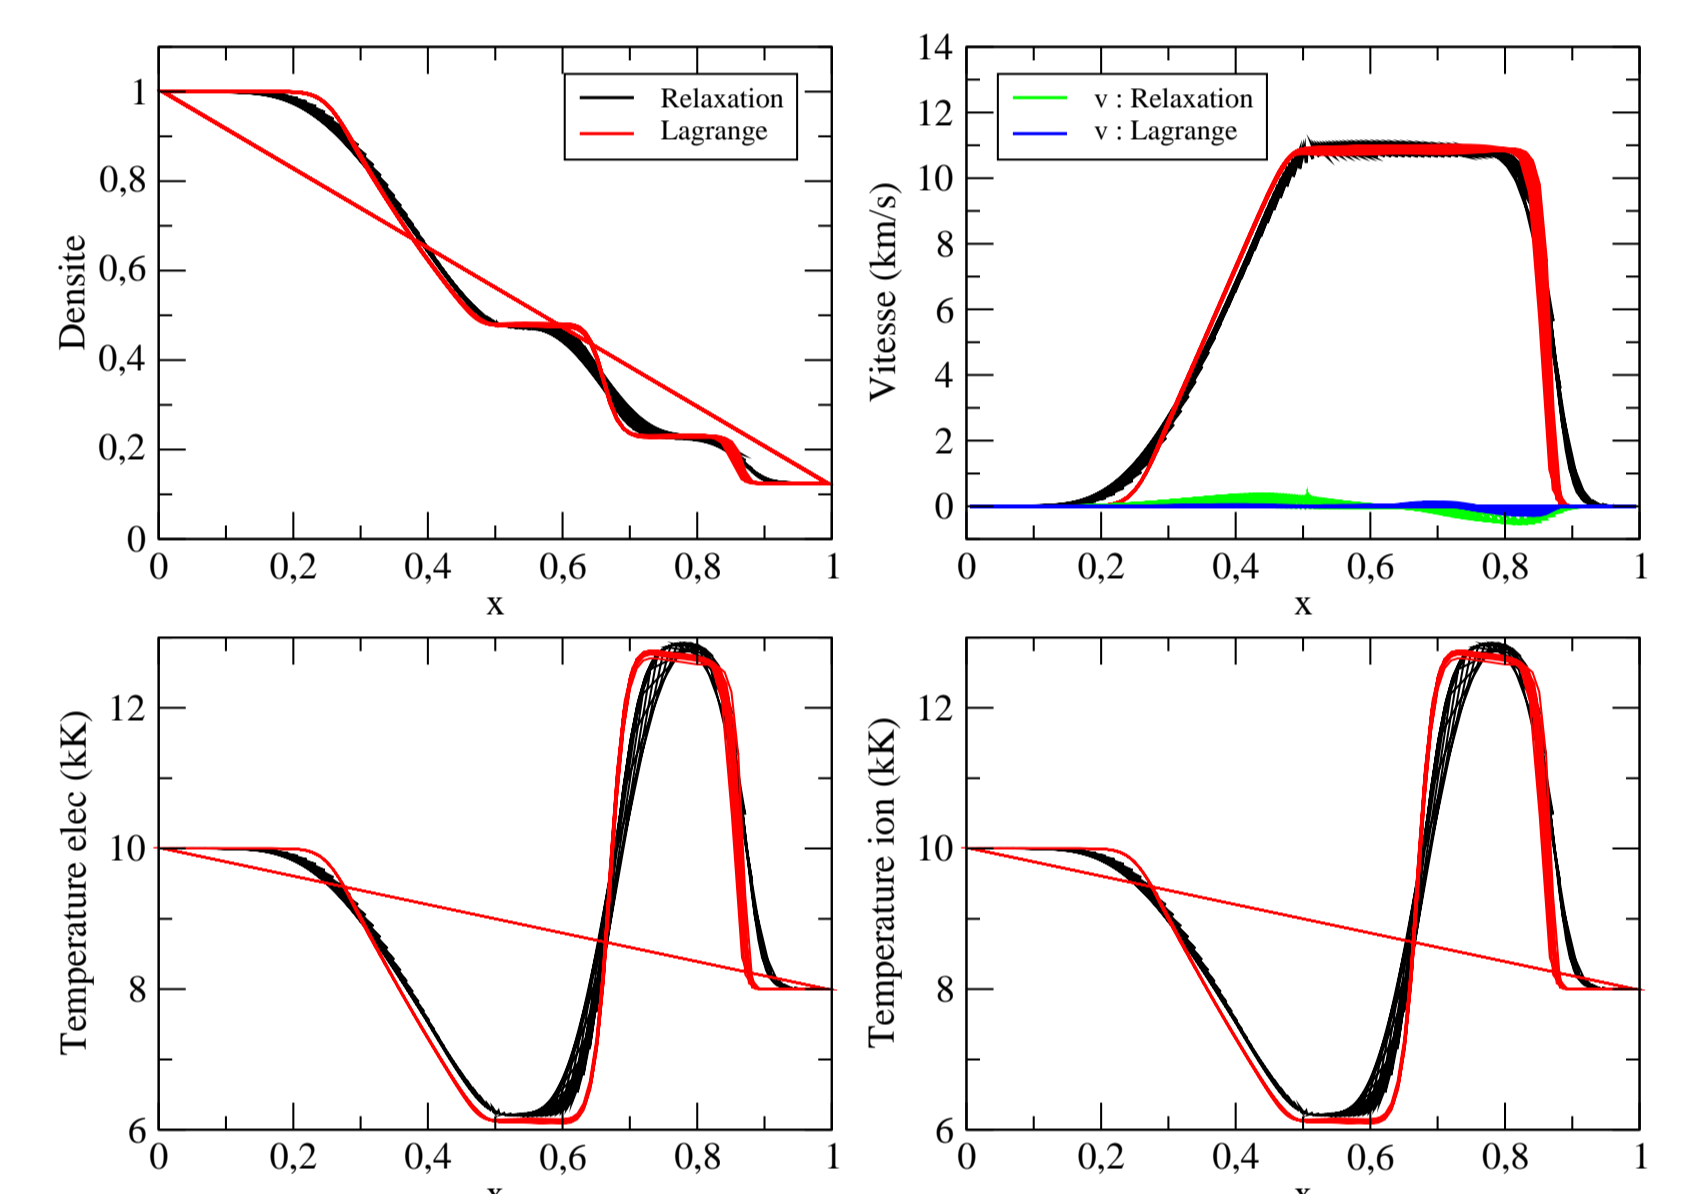 1
0,8
0,6
0,4
0,2
0
Densite
Relaxation
Lagrange
0 0,2 0,4 0,6 0,8 1
x
14
12
10
8
6
4
2
0
Vitesse (km/s)
v : Relaxation
v : Lagrange
0 0,2 0,4 0,6 0,8 1
x
12
10
8
6
Temperature elec (kK)
0 0,2 0,4 0,6 0,8 1
x
12
10
8
6
Temperature ion (kK)
0 0,2 0,4 0,6 0,8 1
x